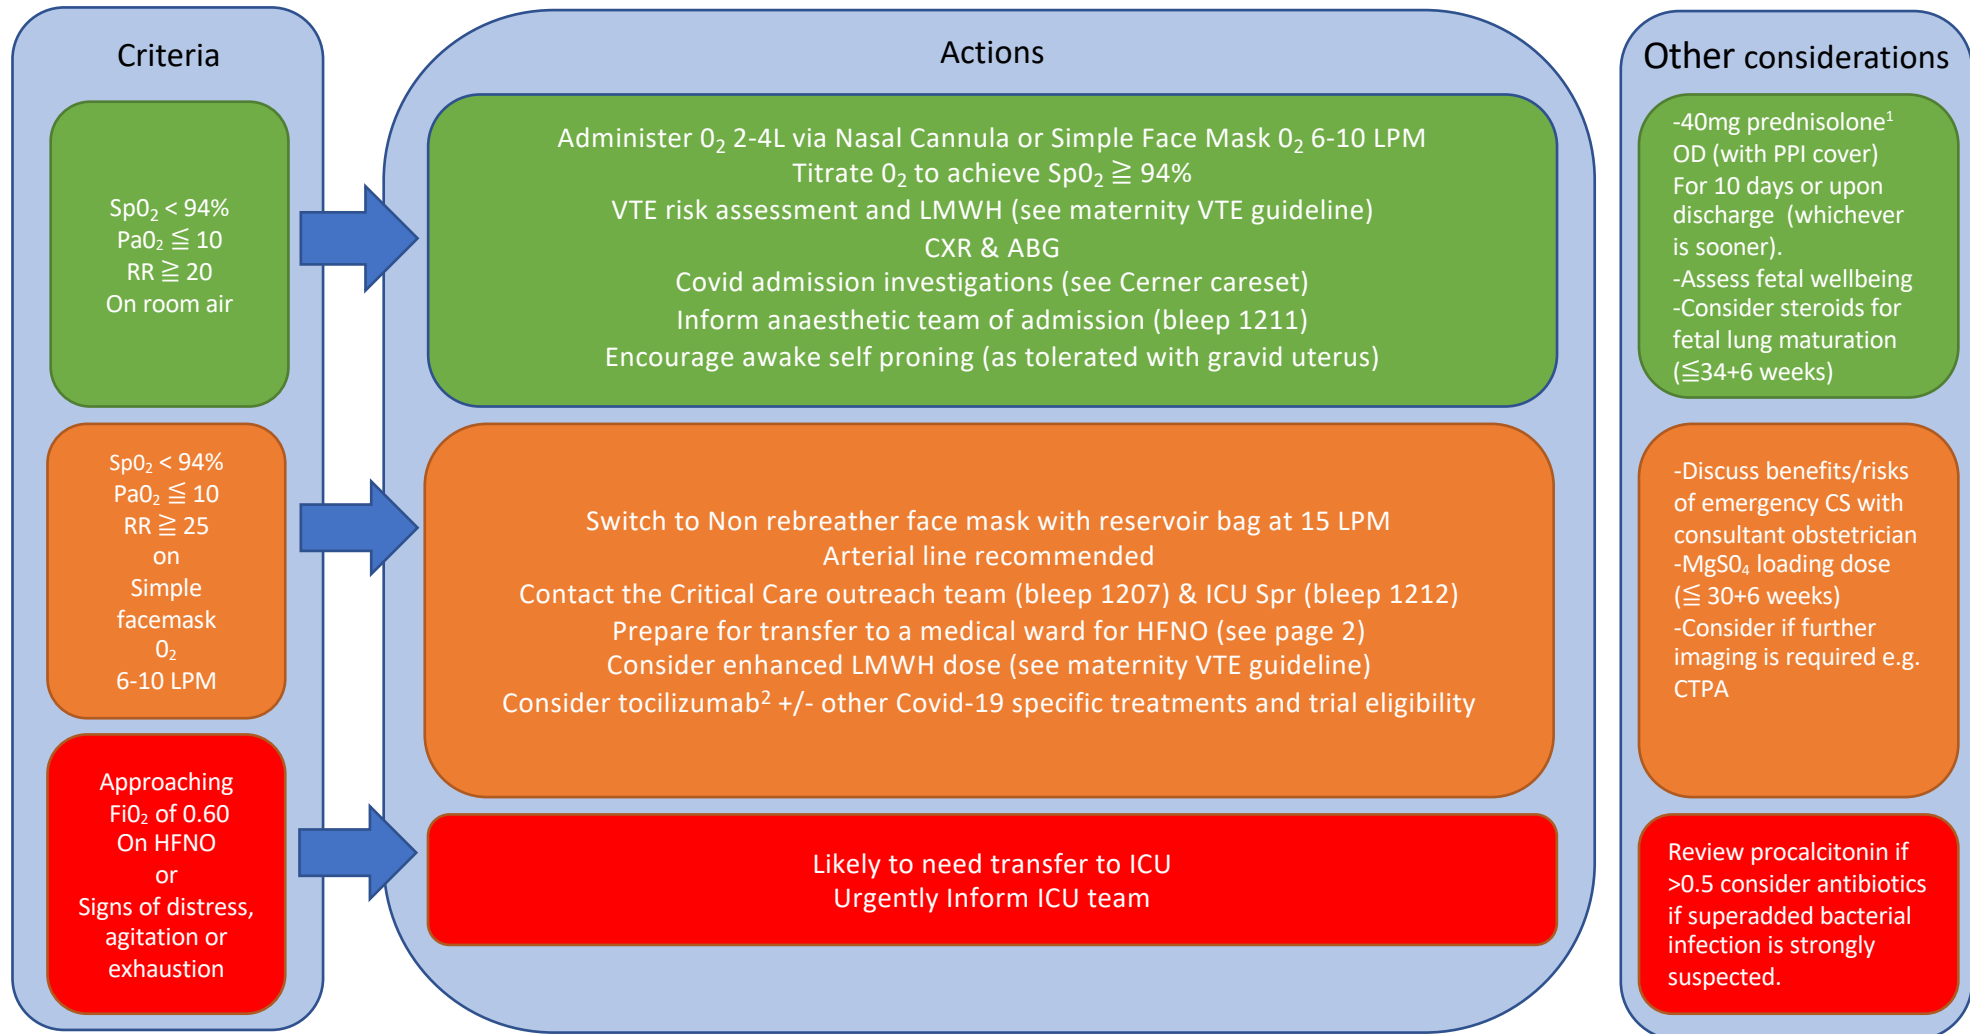 Criteria
Sp0₂ < 94%
Pa0₂ ≦ 10
RR ≧ 20
On room air
Sp0₂ < 94%
Pa0₂ ≦ 10
RR ≧ 25
on
Simple
facemask
0₂
6-10 LPM
Approaching
Fi0₂ of 0.60
On HFNO
or
Signs of distress,
agitation or
exhaustion
Actions
Administer 0₂ 2-4L via Nasal Cannula or Simple Face Mask 0₂ 6-10 LPM
Titrate 0₂ to achieve Sp0₂ ≧ 94%
VTE risk assessment and LMWH (see maternity VTE guideline)
CXR & ABG
Covid admission investigations (see Cerner careset)
Inform anaesthetic team of admission (bleep 1211)
Encourage awake self proning (as tolerated with gravid uterus)
Switch to Non rebreather face mask with reservoir bag at 15 LPM
Arterial line recommended
Contact the Critical Care outreach team (bleep 1207) & ICU Spr (bleep 1212)
Prepare for transfer to a medical ward for HFNO (see page 2)
Consider enhanced LMWH dose (see maternity VTE guideline)
Consider tocilizumab² +/- other Covid-19 specific treatments and trial eligibility
Likely to need transfer to ICU
Urgently Inform ICU team
Other considerations
-40mg prednisolone¹
OD (with PPI cover)
For 10 days or upon
discharge (whichever
is sooner).
-Assess fetal wellbeing
-Consider steroids for
fetal lung maturation
(≦34+6 weeks)
-Discuss benefits/risks
of emergency CS with
consultant obstetrician
-MgS0₄ loading dose
(≦ 30+6 weeks)
-Consider if further
imaging is required e.g.
CTPA
Review procalcitonin if
>0.5 consider antibiotics
if superadded bacterial
infection is strongly
suspected.